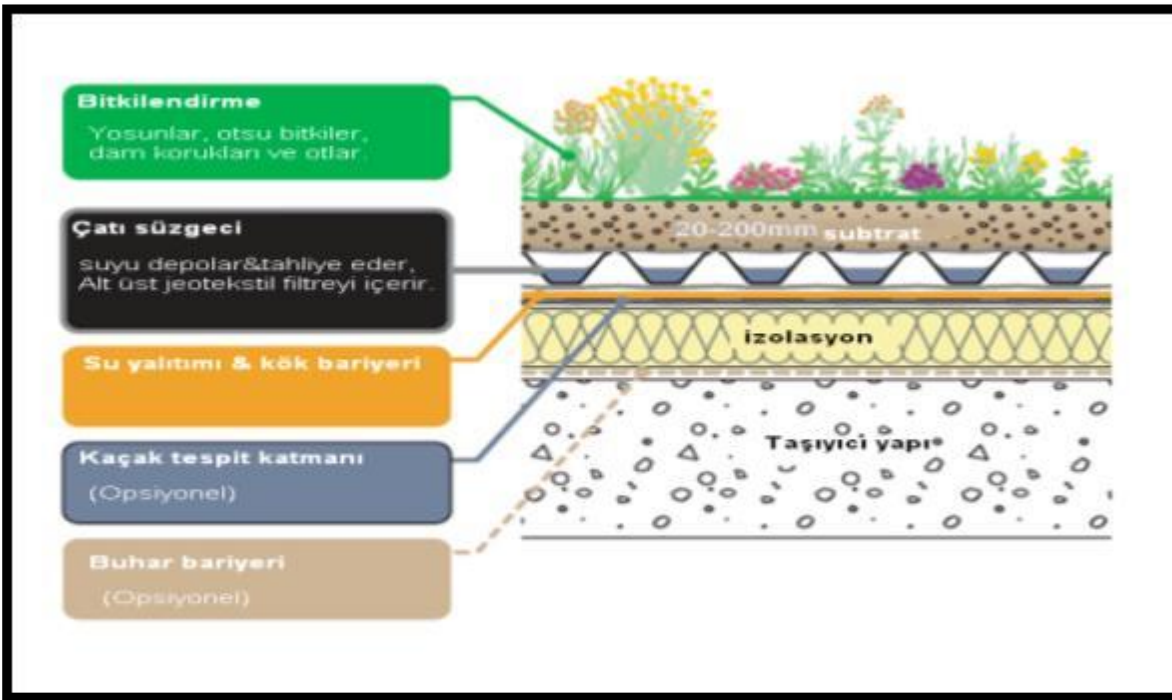 Bitkilendirme
Yosunlar, otsu bitkiler,
dam korukları ve otlar.
Çatı süzgeci
suyu depolar&tahliye eder,
Alt üst jeotekstil filtreyi içerir.
Su yalıtımı & kök bariyeri
Kaçak tespit katmanı
(Opsiyonel)
Buhar bariyeri
(Opsiyonel)
20-200mm subtrat
izolasyon
Taşıyici yapı